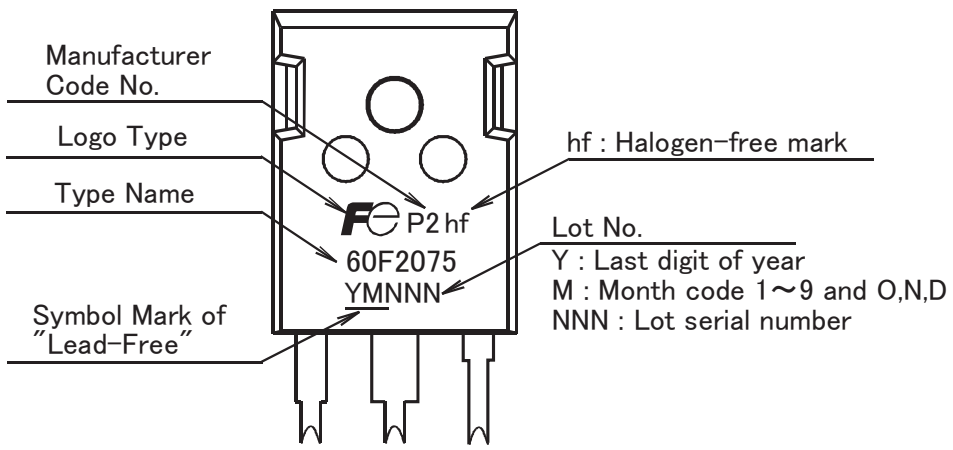 Manufacturer
Code No.
Logo Type
Type Name
Symbol Mark of
"Lead-Free"
Fe P2 hf
60F2075
YMNNN
hf : Halogen-free mark
Lot No.
Y : Last digit of year
M : Month code 1〜9 and O,N,D
NNN : Lot serial number